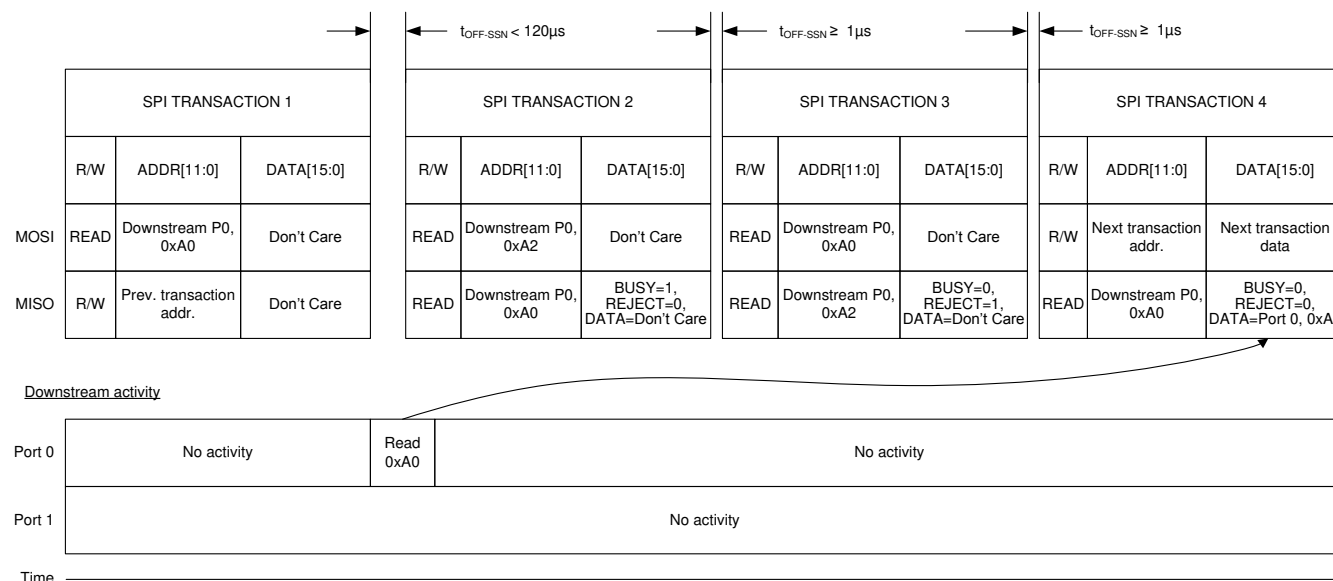 tOFF-SSN < 120µs
tOFF-SSN ≥ 1µs
tOFF-SSN ≥ 1µs
SPI TRANSACTION 1
SPI TRANSACTION 2
SPI TRANSACTION 3
SPI TRANSACTION 4
R/W ADDR[11:0] DATA[15:0]
R/W ADDR[11:0] DATA[15:0]
R/W ADDR[11:0] DATA[15:0]
R/W ADDR[11:0] DATA[15:0]
MOSI
READ
Downstream P0,
0xA0
Don't Care
READ
Downstream P0,
0xA2
Don't Care
READ
Downstream P0,
0xA0
Don't Care
R/W
Next transaction
addr.
Next transaction
data
MISO
R/W
Prev. transaction
addr.
Don't Care
READ
Downstream P0,
0xA0
BUSY=1,
REJECT=0,
DATA=Don't Care
READ
Downstream P0,
0xA2
BUSY=0,
REJECT=1,
DATA=Don't Care
READ
Downstream P0,
0xA0
BUSY=0,
REJECT=0,
DATA=Port 0, 0xA
Downstream activity
Port 0
No activity
Read
0xA0
No activity
Port 1
No activity
Time